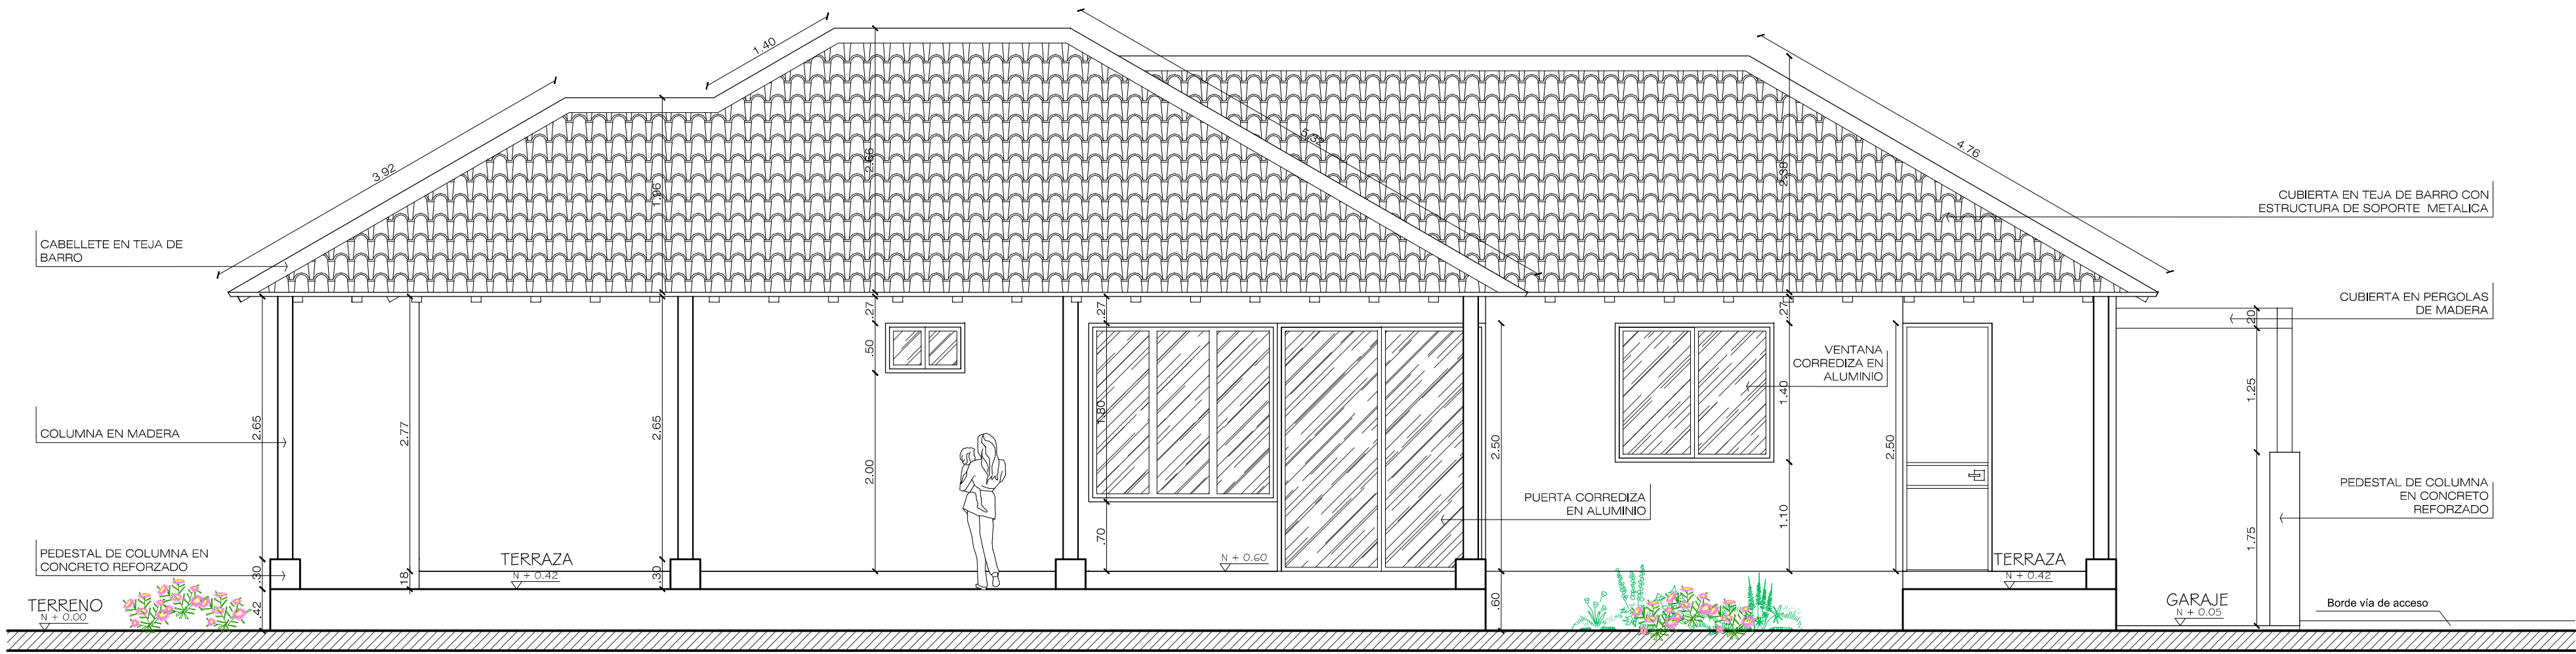 1.40
3.92
1.96
2.66
5.32
2.38
4.76
CUBIERTA EN TEJA DE BARRO CON
ESTRUCTURA DE SOPORTE METALICA
CABELLETE EN TEJA DE
BARRO
CUBIERTA EN PERGOLAS
DE MADERA
.27
.27
.27
.20
.50
VENTANA
CORREDIZA EN
ALUMINIO
COLUMNA EN MADERA
2.65
2.77
2.65
2.00
1.80
2.50
1.40
2.50
1.25
PUERTA CORREDIZA
EN ALUMINIO
PEDESTAL DE COLUMNA
EN CONCRETO
REFORZADO
.70
1.10
1.75
PEDESTAL DE COLUMNA EN
CONCRETO REFORZADO
TERRAZA
N + 0.42
N + 0.60
TERRAZA
N + 0.42
.30
.18
.30
TERRENO
N + 0.00
.42
.60
GARAJE
N + 0.05
Borde vía de acceso